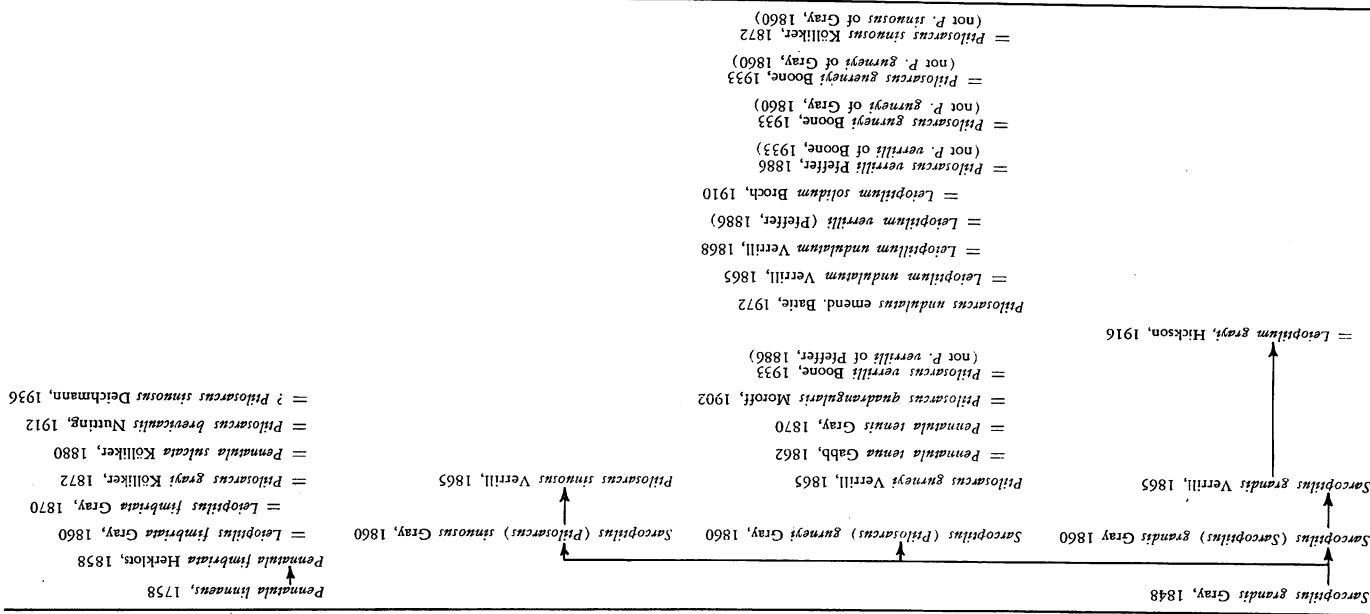 Sarcoptilus grandis Gray, 1848
Sarcoptilus (Sarcoptilus) grandis Gray 1860
Sarcoptilus grandis Verrill, 1865
= Leioptilum grayi, Hickson, 1916
Sarcoptilus (Ptilosarcus) gurneyi Gray, 1860
Ptilosarcus gurneyi Verrill, 1865
= Pennatula tenua Gabb, 1862
= Pennatula tenuis Gray, 1870
= Ptilosarcus quadrangularis Moroff, 1902
= Ptilosarcus verrilli Boone, 1933
(not P. verrilli of Pfeffer, 1886)
Ptilosarcus undulatus emend. Batie, 1972
= Leioptilum undulatum Verrill, 1865
= Leioptillum undulatum Verrill, 1868
= Leioptilum verrilli (Pfeffer, 1886)
= Leioptilum solidum Broch, 1910
= Ptilosarcus verrilli Pfeffer, 1886
(not P. verrilli of Boone, 1933)
= Ptilosarcus gurneyi Boone, 1933
(not P. gurneyi of Gray, 1860)
= Ptilosarcus guerneyi Boone, 1933
(not P. gurneyi of Gray, 1860)
= Ptilosarcus sinuosus Kölliker, 1872
(not P. sinuosus of Gray, 1860)
Sarcoptilus (Ptilosarcus) sinuosus Gray, 1860
Ptilosarcus sinuosus Verrill, 1865
Pennatula linnaeus, 1758
Pennatula fimbriata Herklots, 1858
= Leioptilus fimbriata Gray, 1860
= Leioptilus fimbriata Gray, 1870
= Ptilosarcus grayi Kölliker, 1872
= Pennatula sulcata Kölliker, 1880
= Ptilosarcus brevicaulis Nutting, 1912
= ? Ptilosarcus sinuosus Deichmann, 1936